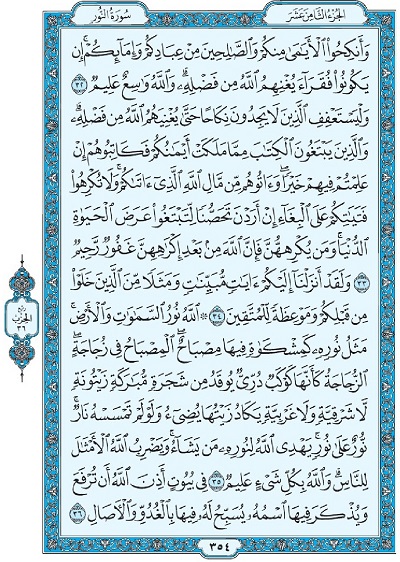 الجزء الثامن عشر
سورة النور
وَأَنكِحُوا۟ ٱلْأَيَـٰمَىٰ مِنكُمْ وَٱلصَّـٰلِحِينَ مِنْ عِبَادِكُمْ وَإِمَآئِكُمْ ۚ إِن
يَكُونُوا۟ فُقَرَآءَ يُغْنِهِمُ ٱللَّهُ مِن فَضْلِهِۦ ۗ وَٱللَّهُ وَٰسِعٌ عَلِيمٌ ٣٢
وَلْيَسْتَعْفِفِ ٱلَّذِينَ لَا يَجِدُونَ نِكَاحًا حَتَّىٰ يُغْنِيَهُمُ ٱللَّهُ مِن فَضْلِهِۦ ۗ
وَٱلَّذِينَ يَبْتَغُونَ ٱلْكِتَـٰبَ مِمَّا مَلَكَتْ أَيْمَـٰنُكُمْ فَكَاتِبُوهُمْ إِنْ
عَلِمْتُمْ فِيهِمْ خَيْرًا ۖ وَءَاتُوهُم مِّن مَّالِ ٱللَّهِ ٱلَّذِىٓ ءَاتَىٰكُمْ ۚ وَلَا تُكْرِهُوا۟
فَتَيَـٰتِكُمْ عَلَى ٱلْبِغَآءِ إِنْ أَرَدْنَ تَحَصُّنًا لِّتَبْتَغُوا۟ عَرَضَ ٱلْحَيَوٰةِ
ٱلدُّنْيَا ۚ وَمَن يُكْرِههُّنَّ فَإِنَّ ٱللَّهَ مِنۢ بَعْدِ إِكْرَٰهِهِنَّ غَفُورٌ رَّحِيمٌ
٣٣ وَلَقَدْ أَنزَلْنَآ إِلَيْكُمْ ءَايَـٰتٍ مُّبَيِّنَـٰتٍ وَمَثَلًا مِّنَ ٱلَّذِينَ خَلَوْا۟
مِن قَبْلِكُمْ وَمَوْعِظَةً لِّلْمُتَّقِينَ ٣٤ ۞ ٱللَّهُ نُورُ ٱلسَّمَـٰوَٰتِ وَٱلْأَرْضِ ۚ
مَثَلُ نُورِهِۦ كَمِشْكَوٰةٍ فِيهَا مِصْبَاحٌ ۖ ٱلْمِصْبَاحُ فِى زُجَاجَةٍ ۖ
ٱلزُّجَاجَةُ كَأَنَّهَا كَوْكَبٌ دُرِّىٌّ يُوقَدُ مِن شَجَرَةٍ مُّبَـٰرَكَةٍ زَيْتُونَةٍ
لَّا شَرْقِيَّةٍ وَلَا غَرْبِيَّةٍ يَكَادُ زَيْتُهَا يُضِىٓءُ وَلَوْ لَمْ تَمْسَسْهُ نَارٌ ۚ
نُّورٌ عَلَىٰ نُورٍ ۗ يَهْدِى ٱللَّهُ لِنُورِهِۦ مَن يَشَآءُ ۚ وَيَضْرِبُ ٱللَّهُ ٱلْأَمْثَـٰلَ
لِلنَّاسِ ۗ وَٱللَّهُ بِكُلِّ شَىْءٍ عَلِيمٌ ٣٥ فِى بُيُوتٍ أَذِنَ ٱللَّهُ أَن تُرْفَعَ
وَيُذْكَرَ فِيهَا ٱسْمُهُۥ يُسَبِّحُ لَهُۥ فِيهَا بِٱلْغُدُوِّ وَٱلْـَٔاصَالِ ٣٦
الحزب
٣٦
٣٥٤